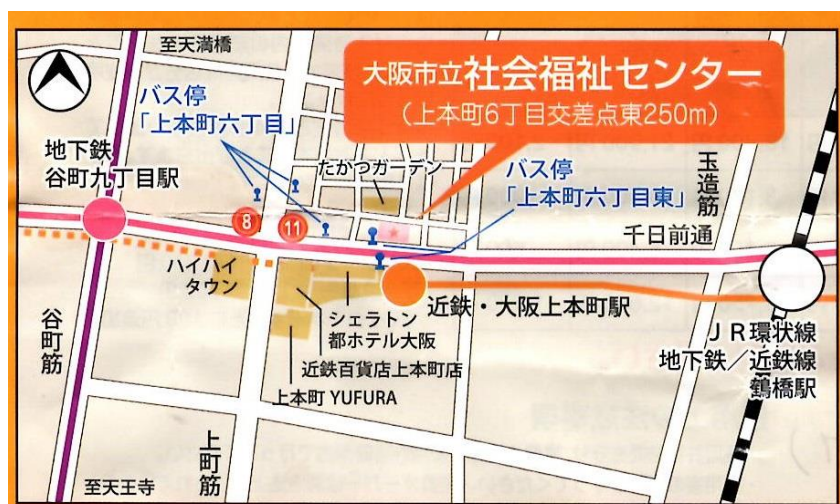 至天満橋
大阪市立社会福祉センター
(上本町6丁目交差点東250m)
バス停
「上本町六丁目」
地下鉄
谷町九丁目駅
たかつガーデン
バス停
「上本町六丁目東」
玉造筋
8
11
千日前通
ハイハイ
タウン
シェラトン
都ホテル大阪
近鉄・大阪上本町駅
近鉄百貨店上本町店
上本町 YUFURA
JR環状線
地下鉄/近鉄線
鶴橋駅
谷町筋
上町筋
至天王寺